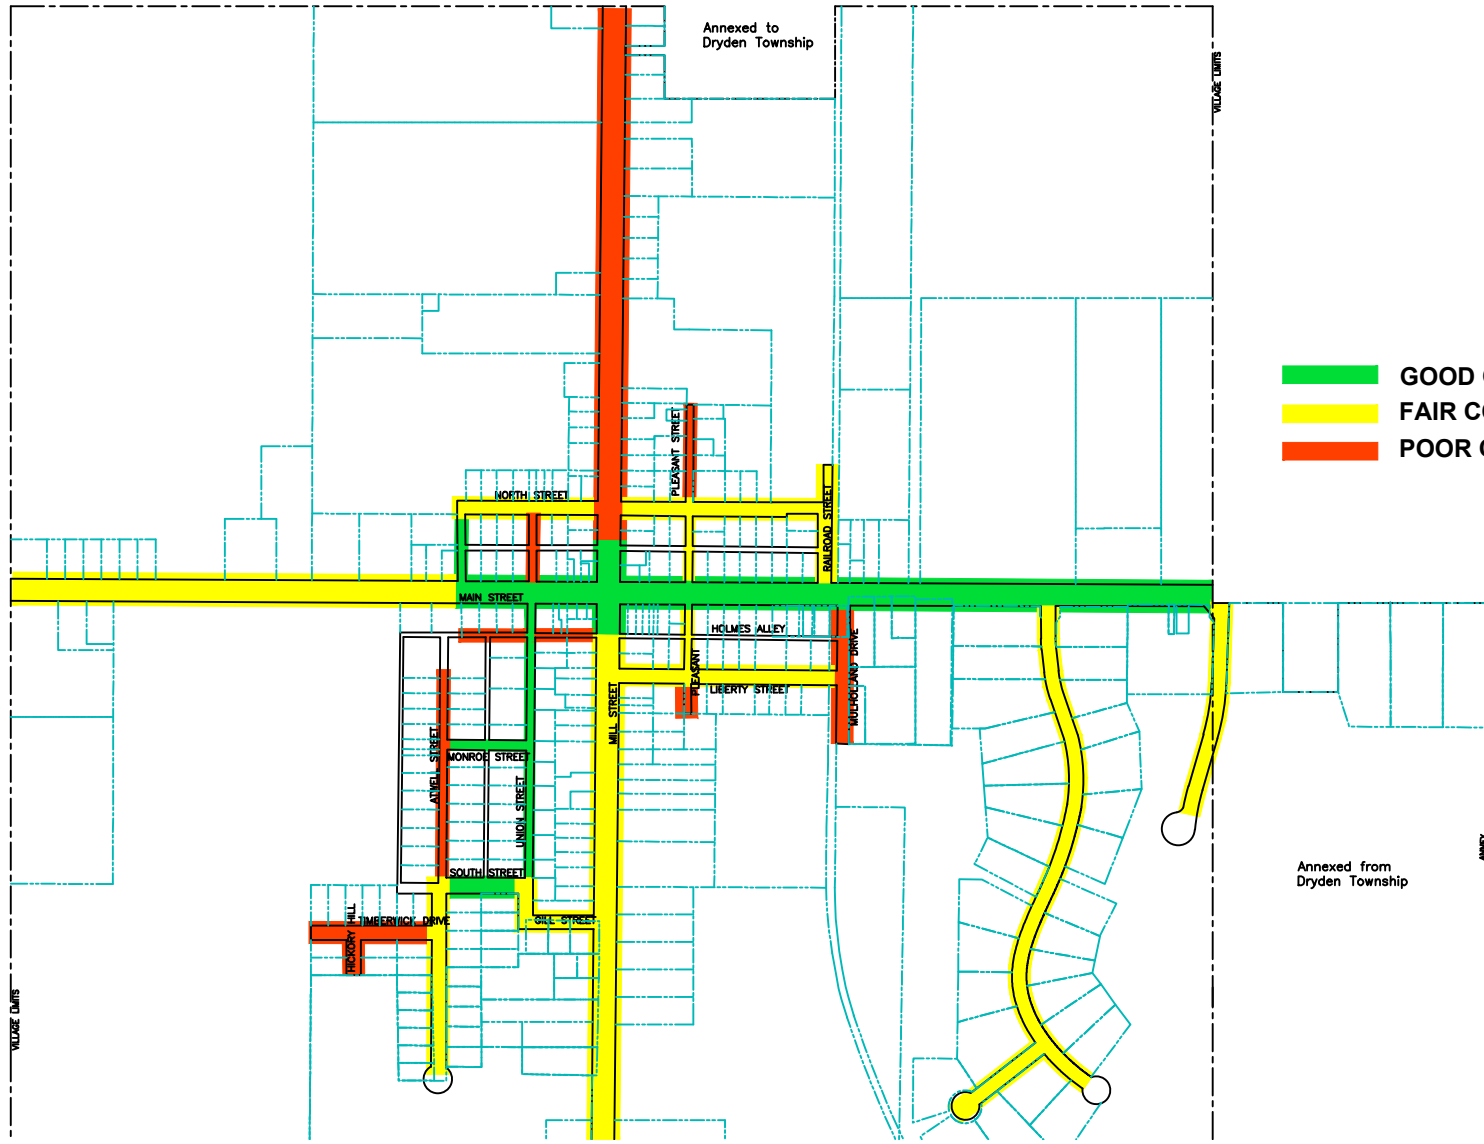 Annexed to
Dryden Township
VILLAGE LIMITS
GOOD
FAIR
POOR
PLEASANT STREET
NORTH STREET
RAILROAD STREET
MAIN STREET
HOLMES ALLEY
MULHOLLAND DRIVE
PLEASANT
LIBERTY STREET
MILL STREET
ATWELL STREET
MONROE STREET
UNION STREET
SOUTH STREET
HICKORY HILL
TIMBERWICK DRIVE
GILL STREET
Annexed from
Dryden Township
VILLAGE LIMITS